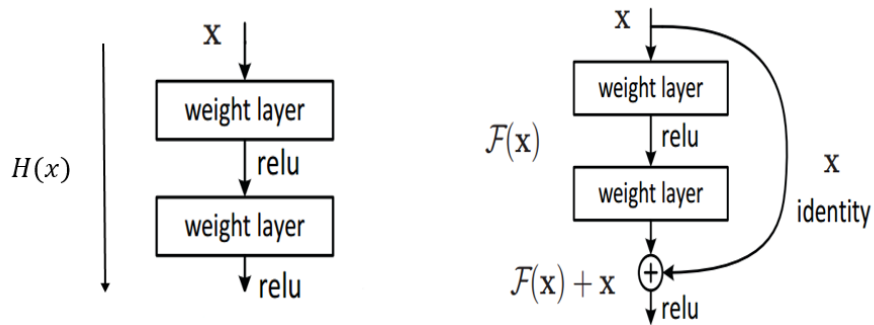 x
weight layer
H(x)
relu
weight layer
relu
x
weight layer
F(x)
relu
x
weight layer
identity
F(x) + x
+
relu